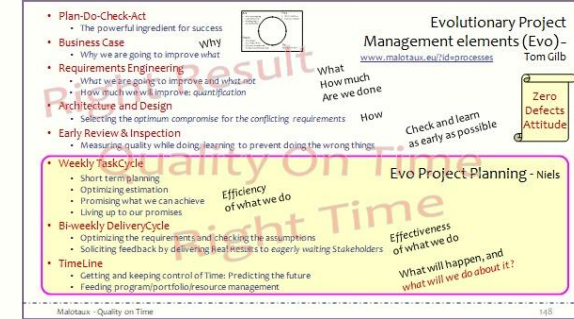 Evolutionary Project
Management elements (Evo) -
www.malotaux.eu/?id=processes Tom Gilb
• Plan-Do-Check-Act
• The powerful ingredient for success
• Business Case
Why
• Why we are going to improve what
• Requirements Engineering
• What we are going to improve and what not
• How much we will improve: quantification
What
How much
Are we done
• Architecture and Design
• Selecting the optimum compromise for the conflicting requirements
How
• Early Review & Inspection
• Measuring quality while doing, learning to prevent doing the wrong things
Check and learn
as early as possible
Zero
Defects
Attitude
Evo Project Planning - Niels
• Weekly TaskCycle
• Short term planning
• Optimizing estimation
• Promising what we can achieve
• Living up to our promises
Efficiency
of what we do
• Bi-weekly DeliveryCycle
• Optimizing the requirements and checking the assumptions
• Soliciting feedback by delivering Real Results to eagerly waiting Stakeholders
Effectiveness
of what we do
• TimeLine
• Getting and keeping control of Time: Predicting the future
• Feeding program/portfolio/resource management
What will happen, and
what will we do about it?
Right Result
Quality On Time
Right Time
Malotaux - Quality on Time
148